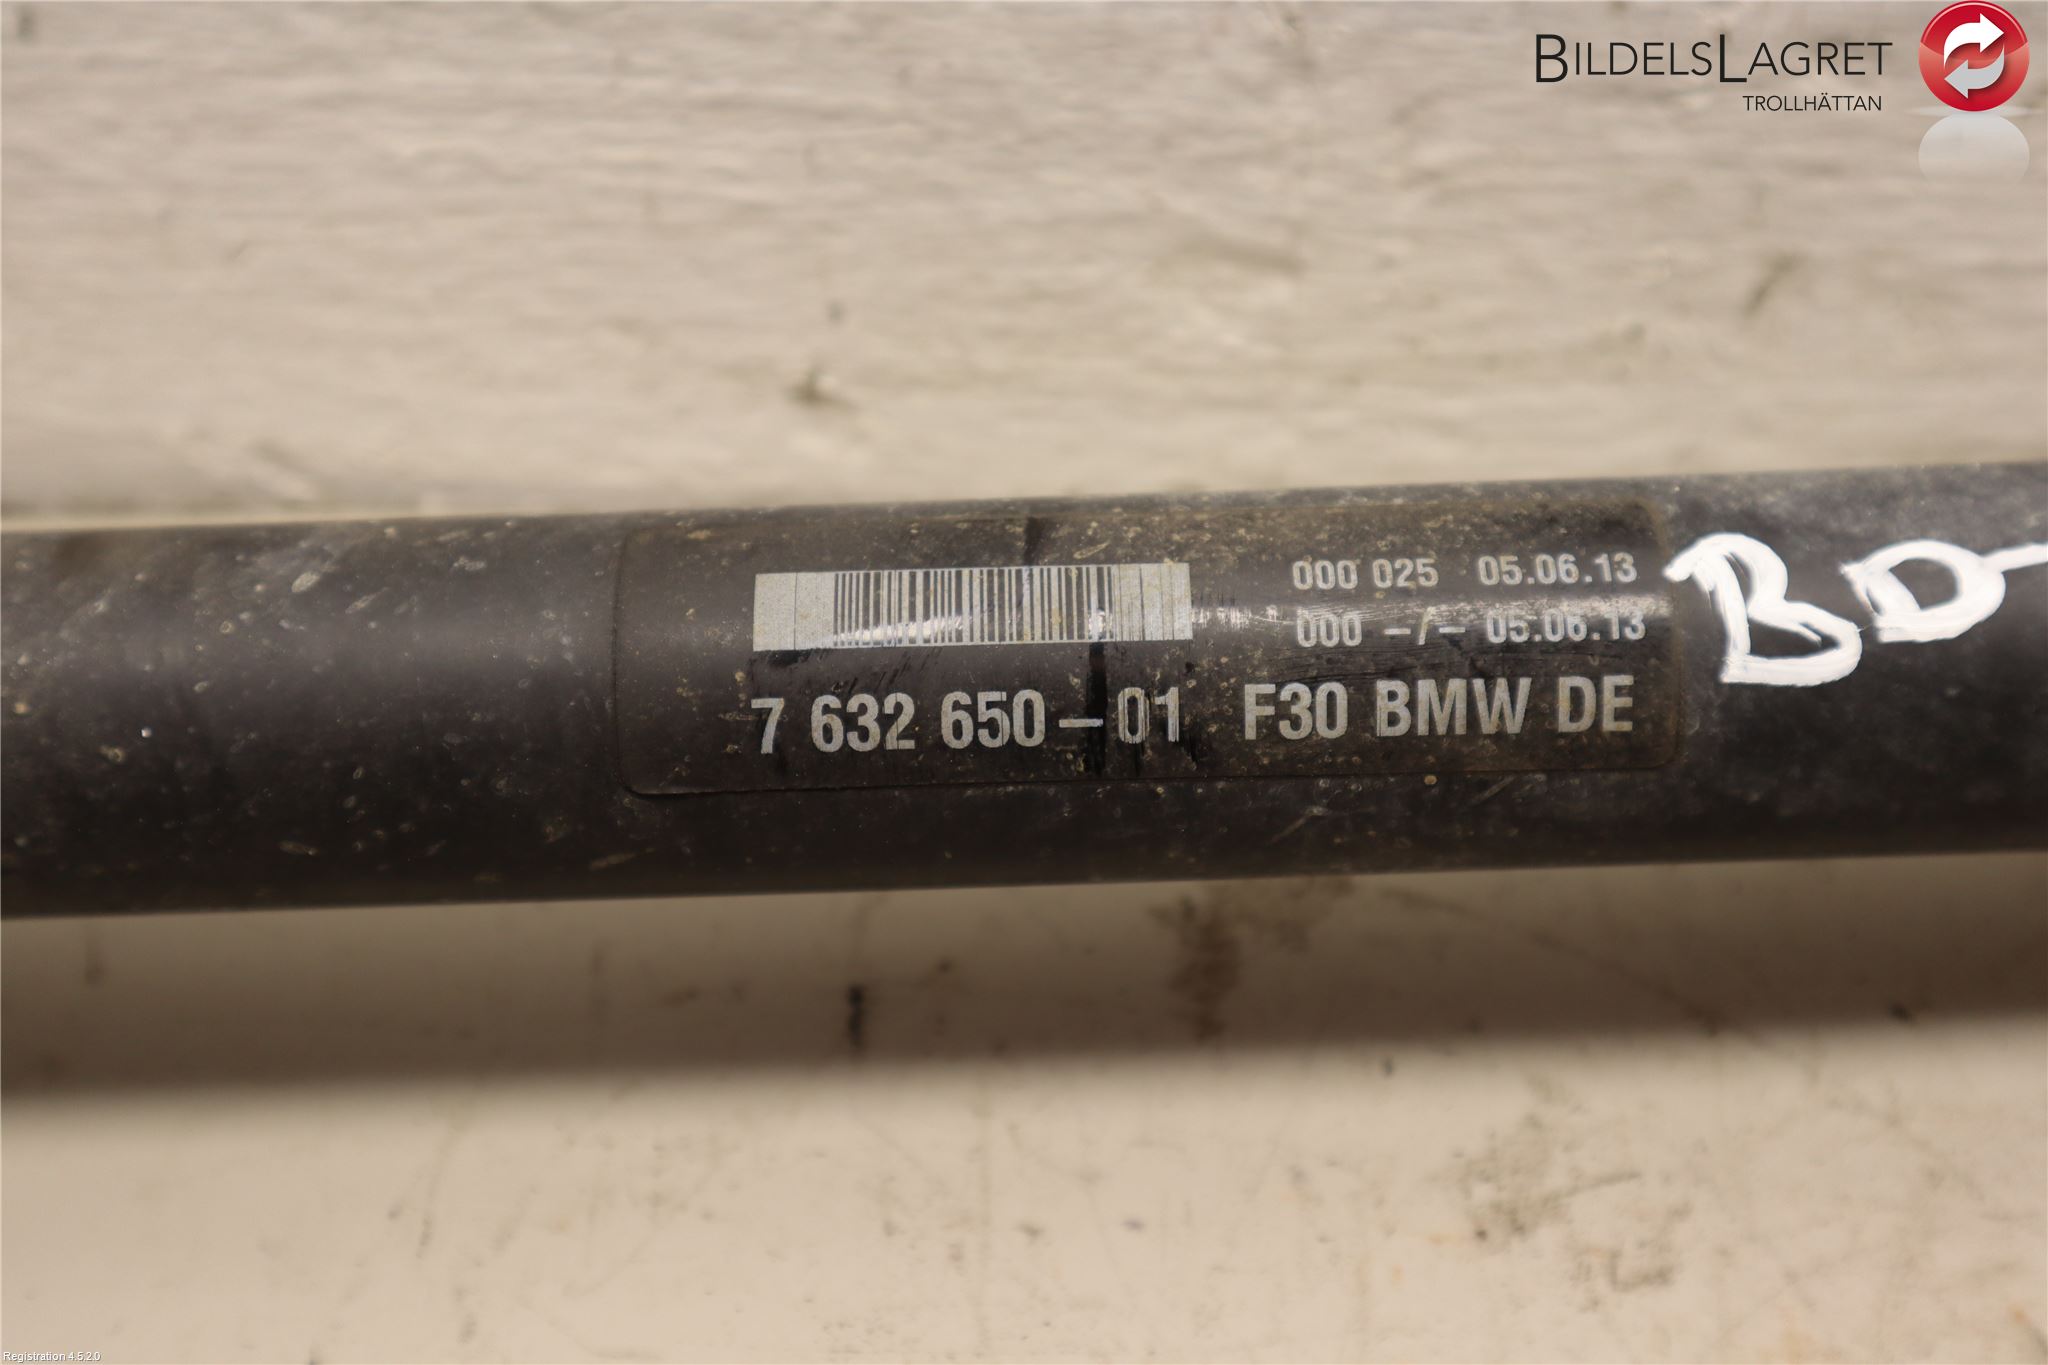 BILDELSLAGRET
TROLLHÄTTAN
000 025 05.06.13
000 -/- 05.06.13
7 632 650-01 F30 BMW DE
BD-
Registration 4.5.2.0